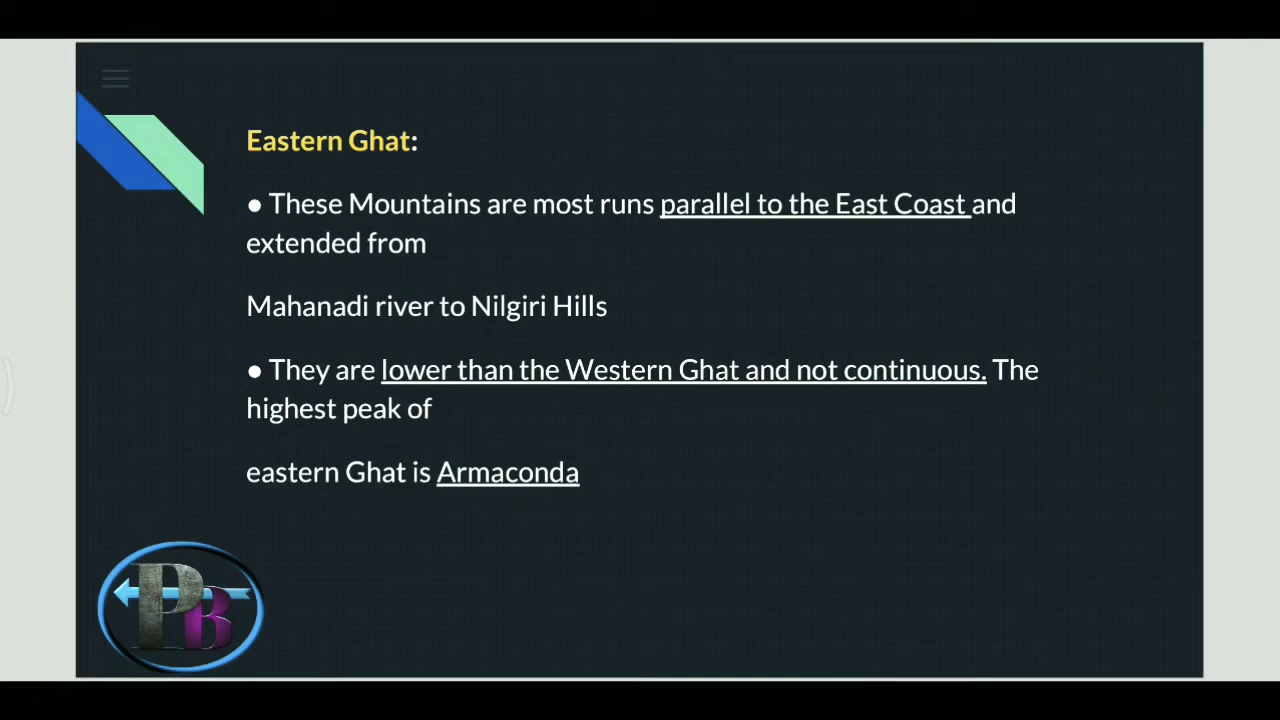 Eastern Ghat:
● These Mountains are most runs parallel to the East Coast and
extended from
Mahanadi river to Nilgiri Hills
● They are lower than the Western Ghat and not continuous. The
highest peak of
eastern Ghat is Armaconda
PB